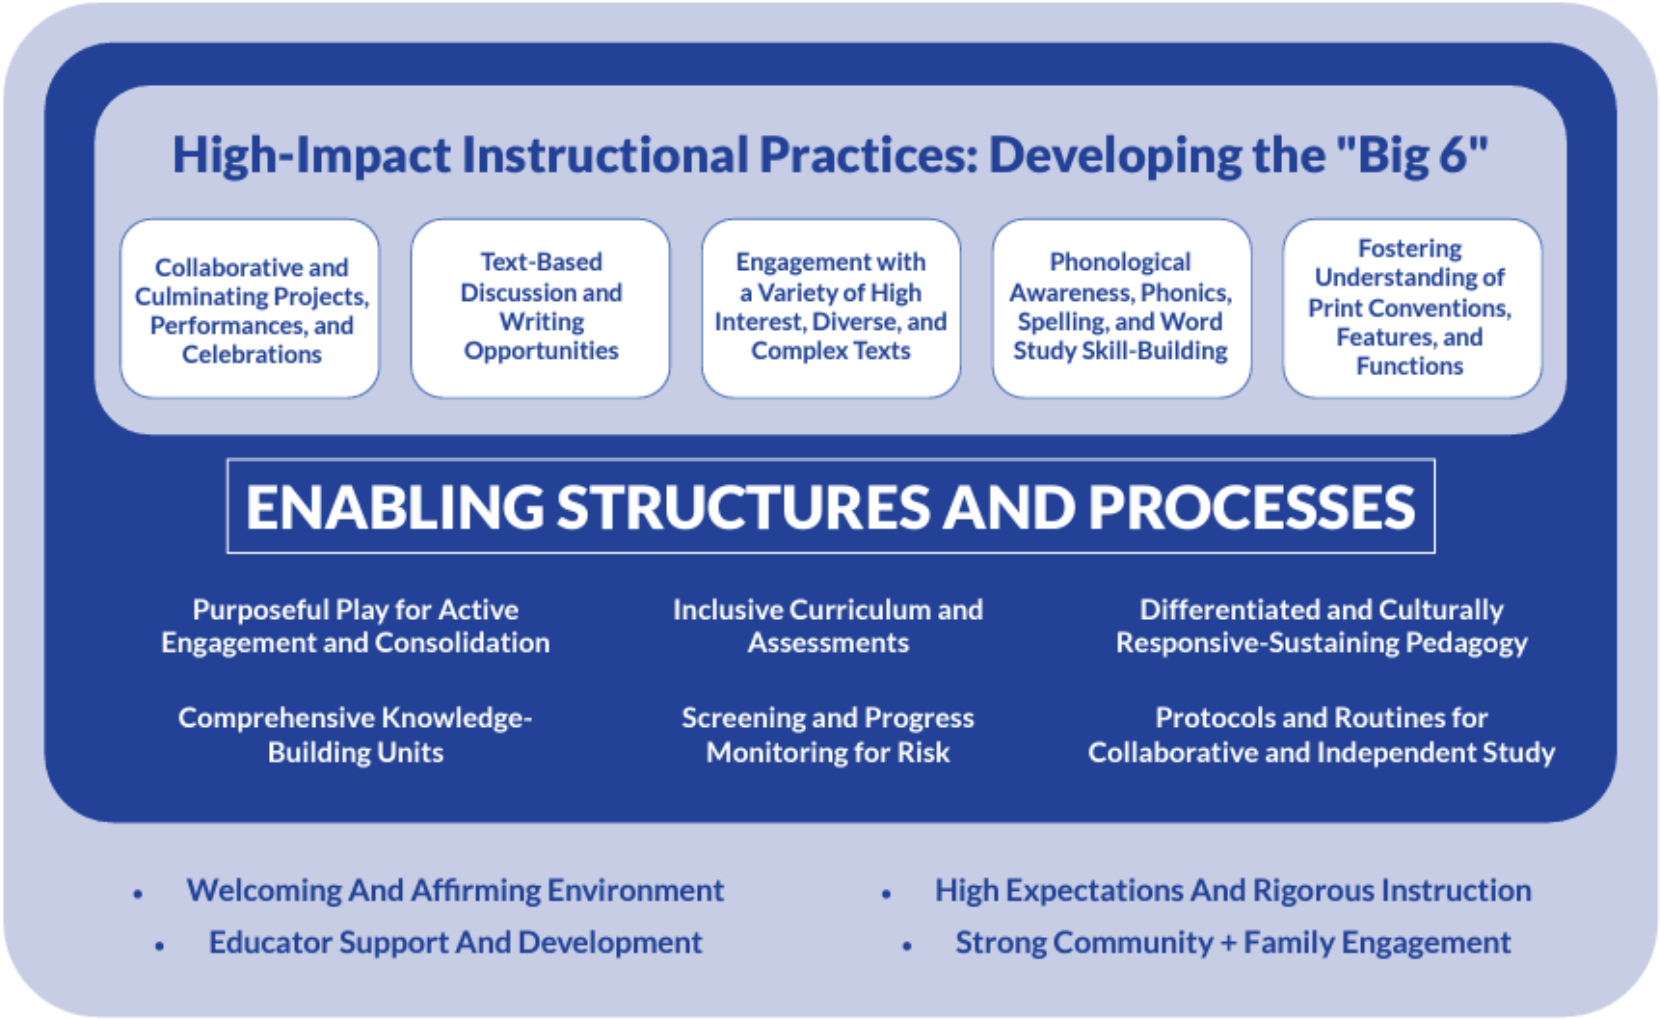 High-Impact Instructional Practices: Developing the "Big 6"
Collaborative and
Culminating Projects,
Performances, and
Celebrations
Text-Based
Discussion and
Writing
Opportunities
Engagement with
a Variety of High
Interest, Diverse, and
Complex Texts
Phonological
Awareness, Phonics,
Spelling, and Word
Study Skill-Building
Fostering
Understanding of
Print Conventions,
Features, and
Functions
ENABLING STRUCTURES AND PROCESSES
Purposeful Play for Active
Engagement and Consolidation
Inclusive Curriculum and
Assessments
Differentiated and Culturally
Responsive-Sustaining Pedagogy
Comprehensive Knowledge-
Building Units
Screening and Progress
Monitoring for Risk
Protocols and Routines for
Collaborative and Independent Study
• Welcoming And Affirming Environment
• Educator Support And Development
• High Expectations And Rigorous Instruction
• Strong Community + Family Engagement